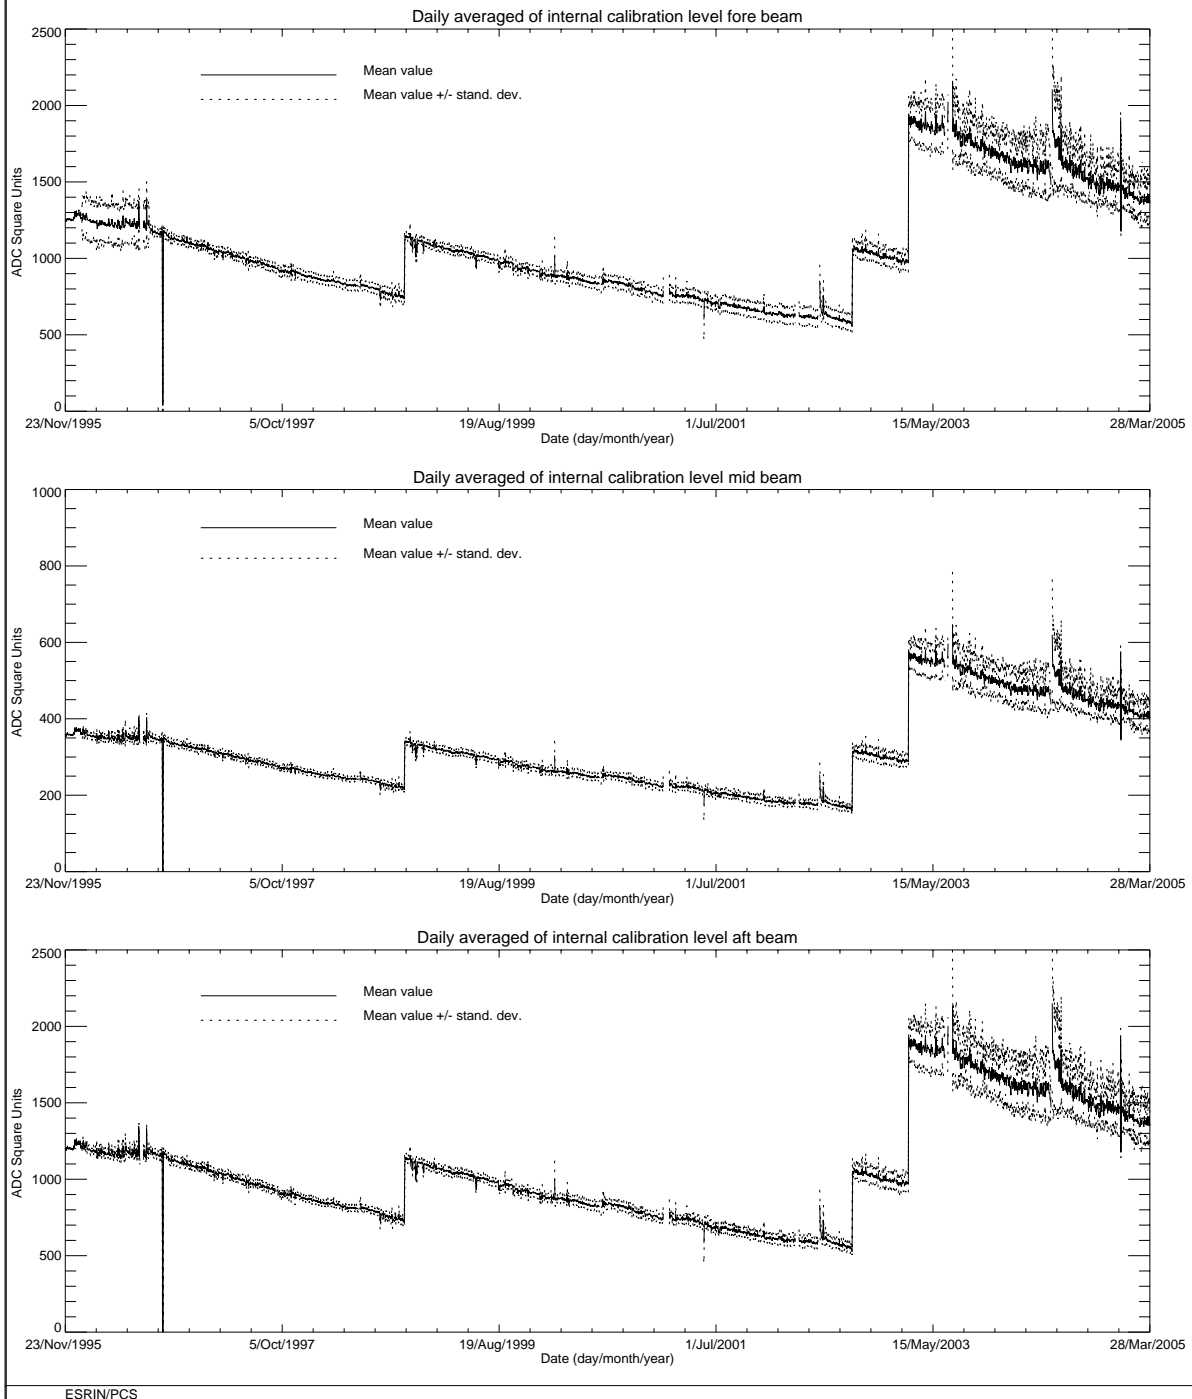 Daily averaged of internal calibration level fore beam
2500
2000
1500
1000
500
0
ADC Square Units
Mean value
Mean value +/- stand. dev.
23/Nov/1995 5/Oct/1997 19/Aug/1999 1/Jul/2001 15/May/2003 28/Mar/2005
Date (day/month/year)
Daily averaged of internal calibration level mid beam
1000
800
600
400
200
0
ADC Square Units
Mean value
Mean value +/- stand. dev.
23/Nov/1995 5/Oct/1997 19/Aug/1999 1/Jul/2001 15/May/2003 28/Mar/2005
Date (day/month/year)
Daily averaged of internal calibration level aft beam
2500
2000
1500
1000
500
0
ADC Square Units
Mean value
Mean value +/- stand. dev.
23/Nov/1995 5/Oct/1997 19/Aug/1999 1/Jul/2001 15/May/2003 28/Mar/2005
Date (day/month/year)
ESRIN/PCS